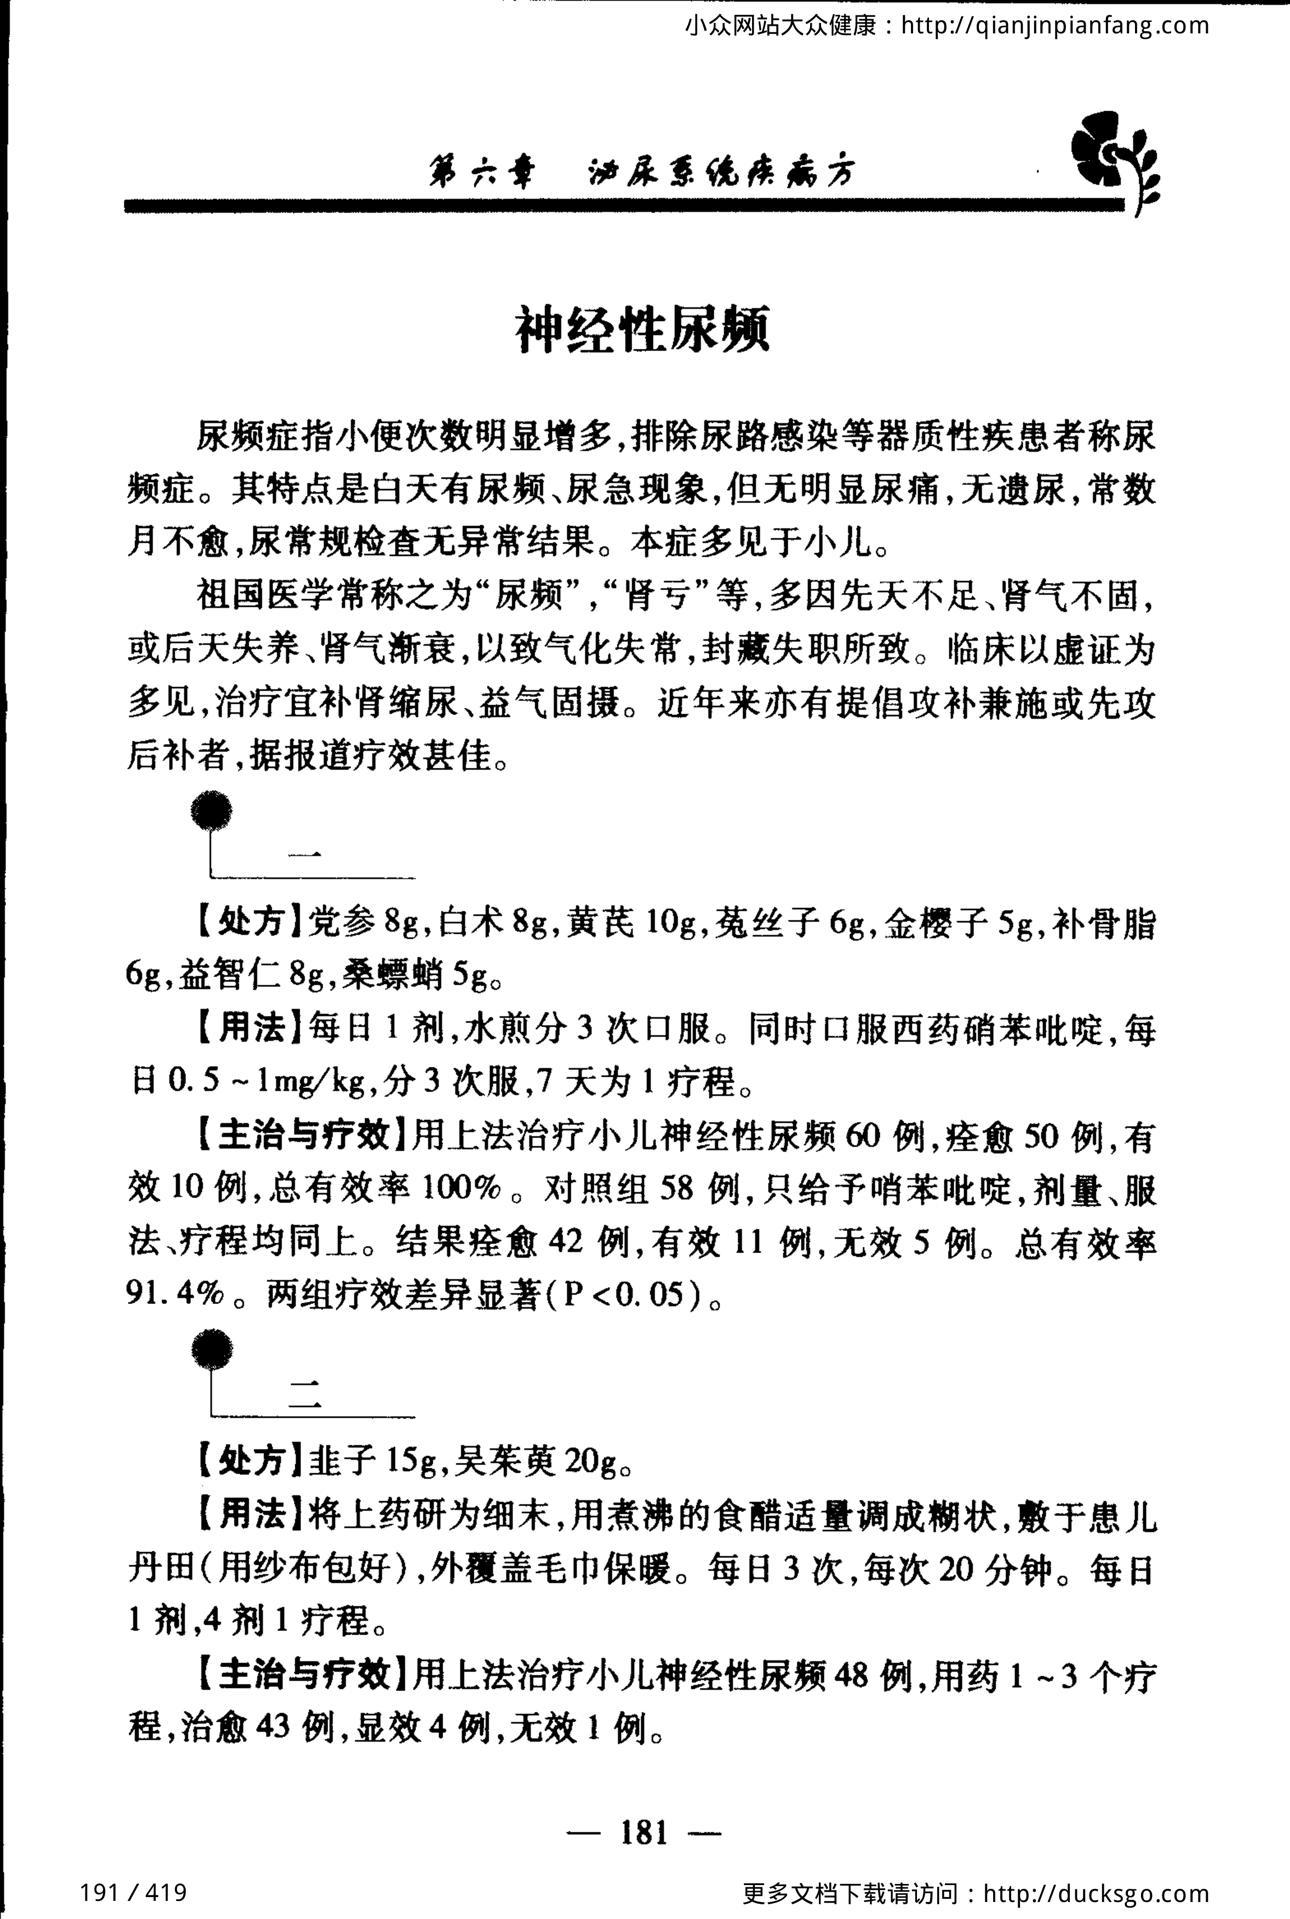 小众网站大众健康：http://qianjinpianfang.com
第六章 泌尿系统疾病方
神经性尿频
尿频症指小便次数明显增多,排除尿路感染等器质性疾患者称尿
频症。其特点是白天有尿频、尿急现象,但无明显尿痛,无遗尿,常数
月不愈,尿常规检查无异常结果。本症多见于小儿。
祖国医学常称之为“尿频”,“肾亏”等,多因先天不足、肾气不固,
或后天失养、肾气渐衰,以致气化失常,封藏失职所致。临床以虚证为
多见,治疗宜补肾缩尿、益气固摄。近年来亦有提倡攻补兼施或先攻
后补者,据报道疗效甚佳。
一
【处方】党参 8g,白术 8g,黄芪 10g,菟丝子 6g,金樱子 5g,补骨脂
6g,益智仁 8g,桑螵蛸 5g。
【用法】每日 1 剂,水煎分 3 次口服。同时口服西药硝苯吡啶,每
日 0.5~1mg/kg,分 3 次服,7 天为 1 疗程。
【主治与疗效】用上法治疗小儿神经性尿频 60 例,痊愈 50 例,有
效 10 例,总有效率 100%。对照组 58 例,只给予哨苯吡啶,剂量、服
法、疗程均同上。结果痊愈 42 例,有效 11 例,无效 5 例。总有效率
91.4%。两组疗效差异显著(P<0.05)。
二
【处方】韭子 15g,吴茱萸 20g。
【用法】将上药研为细末,用煮沸的食醋适量调成糊状,敷于患儿
丹田(用纱布包好),外覆盖毛巾保暖。每日 3 次,每次 20 分钟。每日
1 剂,4 剂 1 疗程。
【主治与疗效】用上法治疗小儿神经性尿频 48 例,用药 1~3 个疗
程,治愈 43 例,显效 4 例,无效 1 例。
— 181 —
191 / 419
更多文档下载请访问：http://ducksgo.com